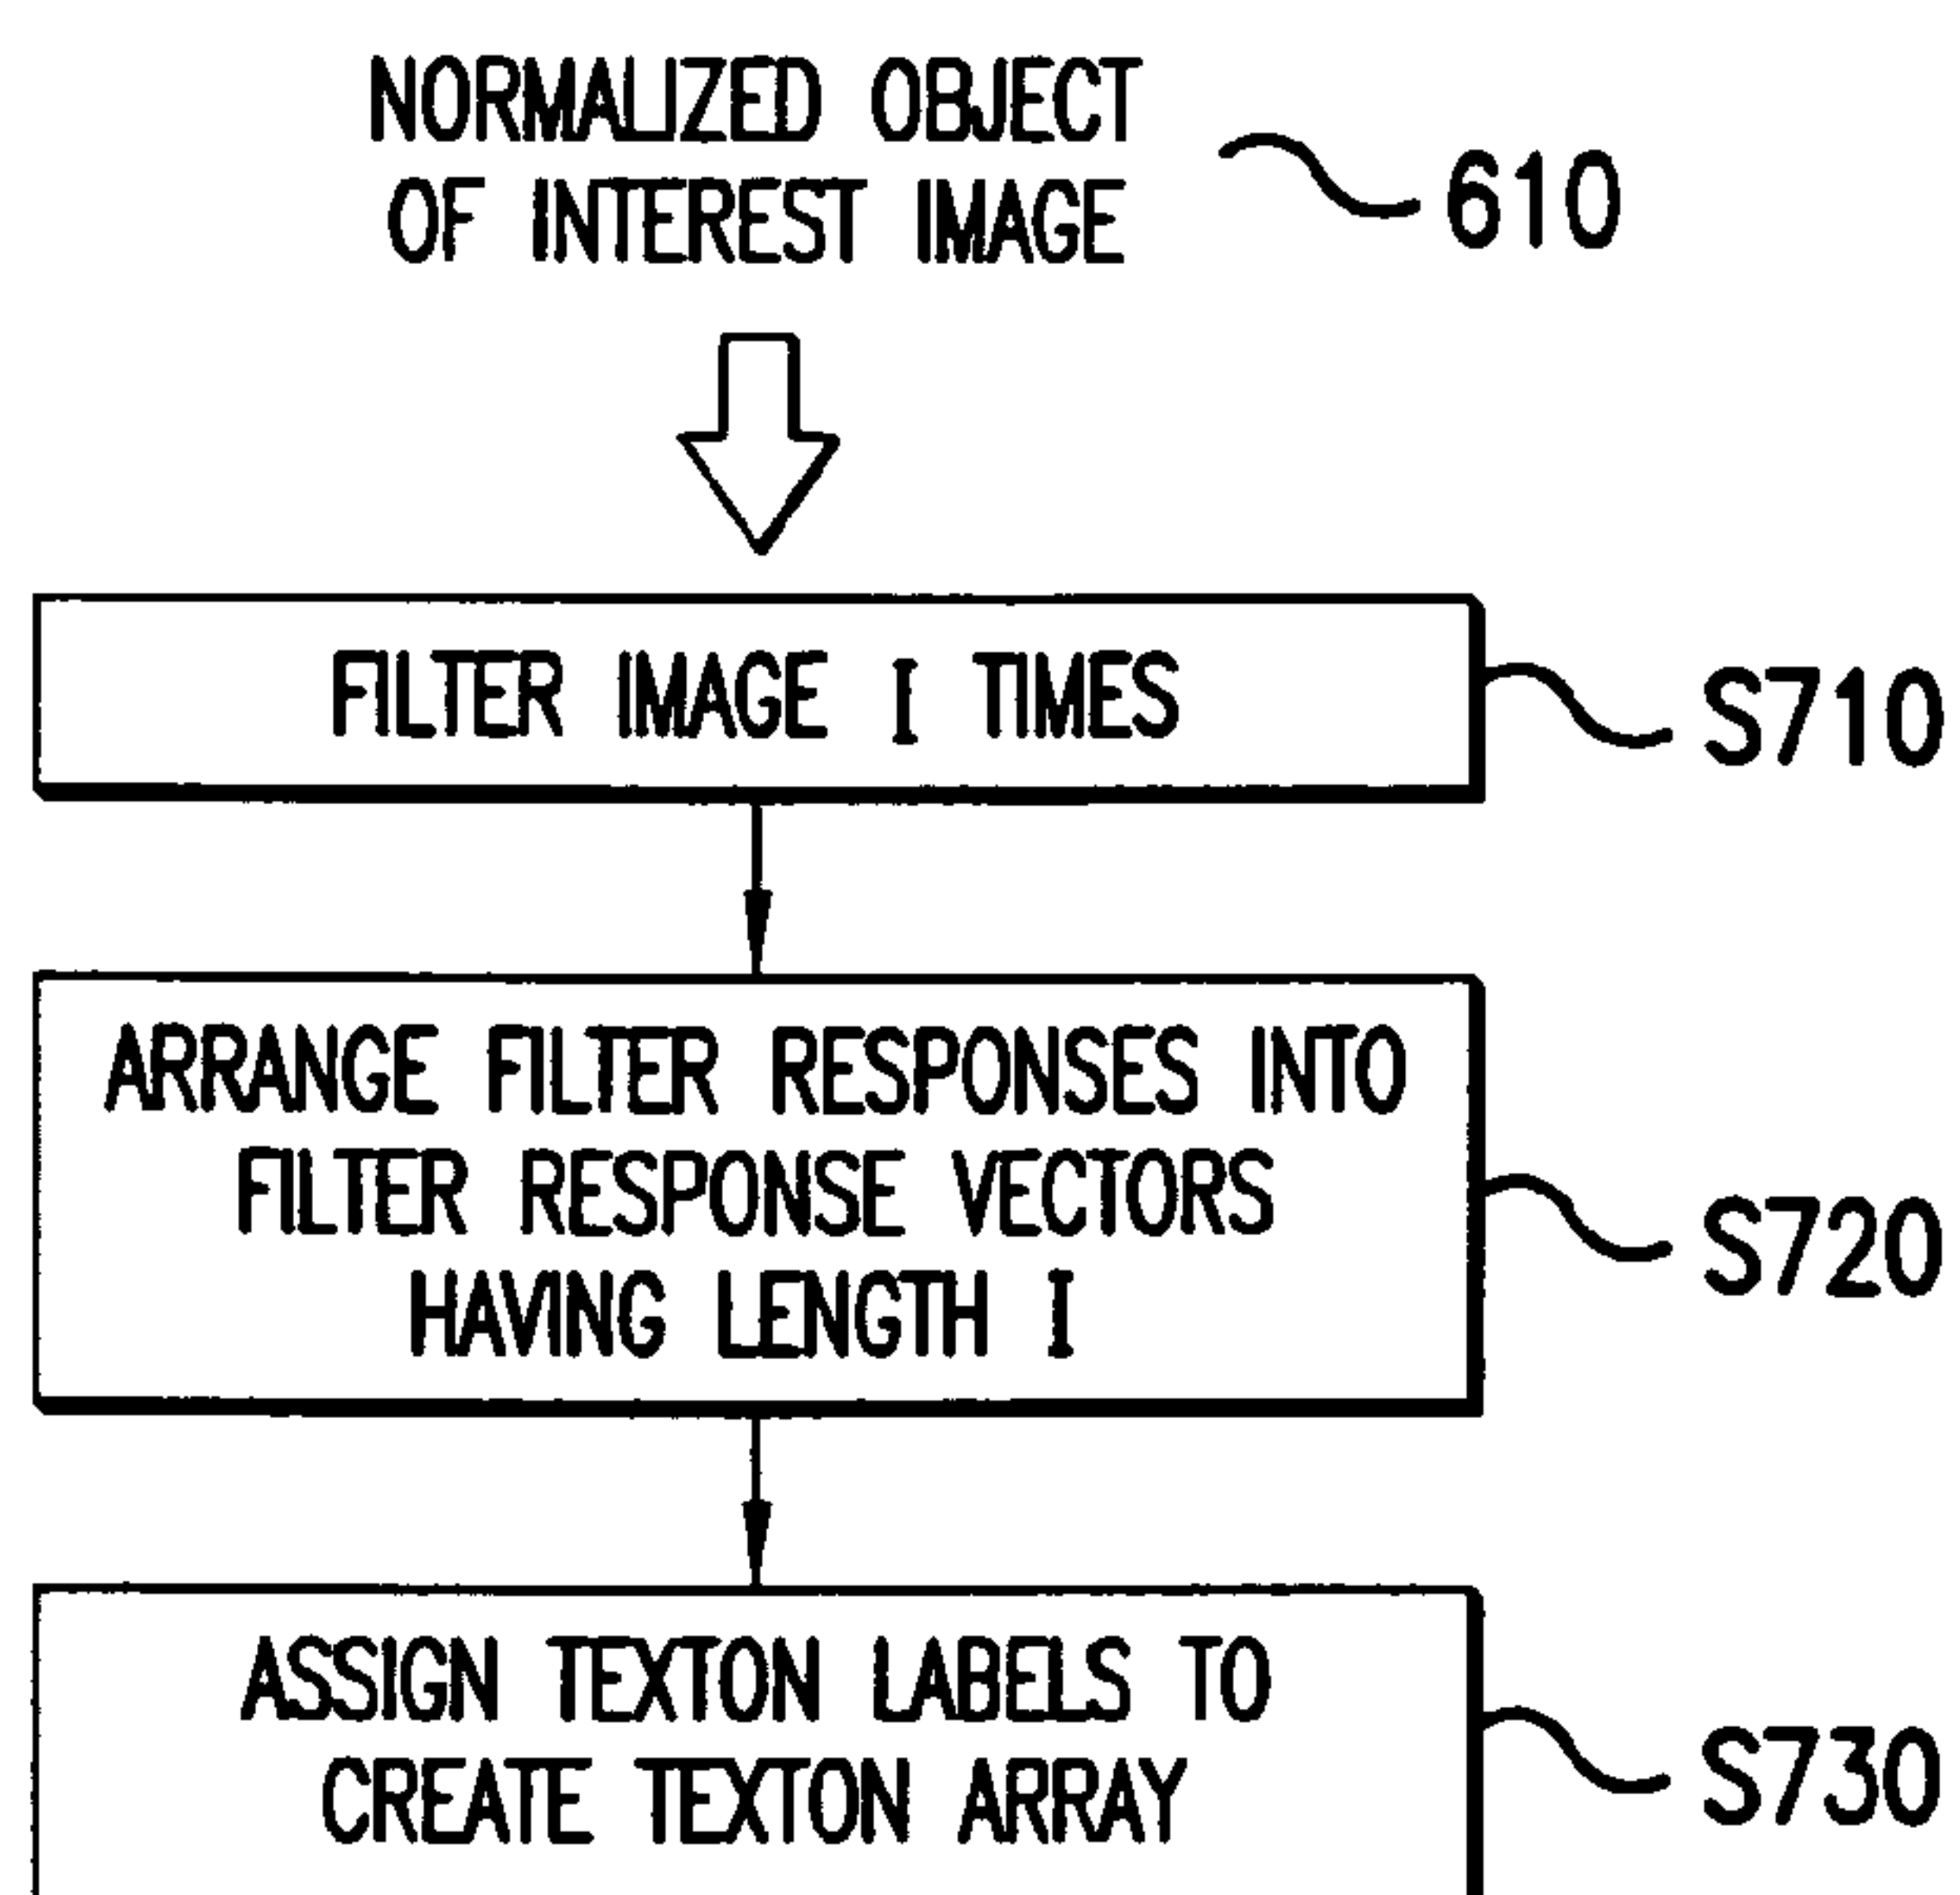 NORMALIZED OBJECT
OF INTEREST IMAGE
610
FILTER IMAGE I TIMES
S710
ARRANGE FILTER RESPONSES INTO
FILTER RESPONSE VECTORS
HAVING LENGTH I
S720
ASSIGN TEXTON LABELS TO
CREATE TEXTON ARRAY
S730